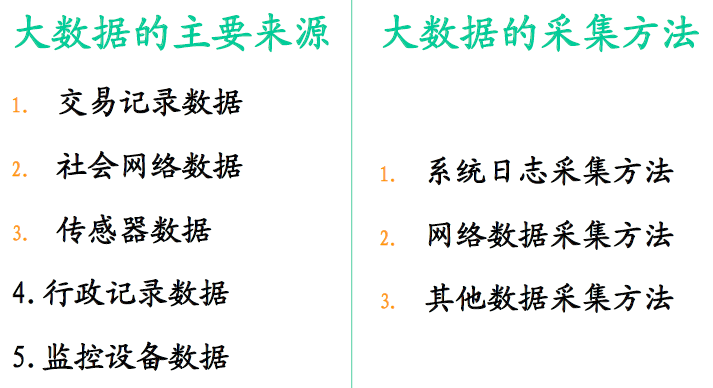 大数据的主要来源
1. 交易记录数据
2. 社会网络数据
3. 传感器数据
4.行政记录数据
5.监控设备数据
大数据的采集方法
1. 系统日志采集方法
2. 网络数据采集方法
3. 其他数据采集方法